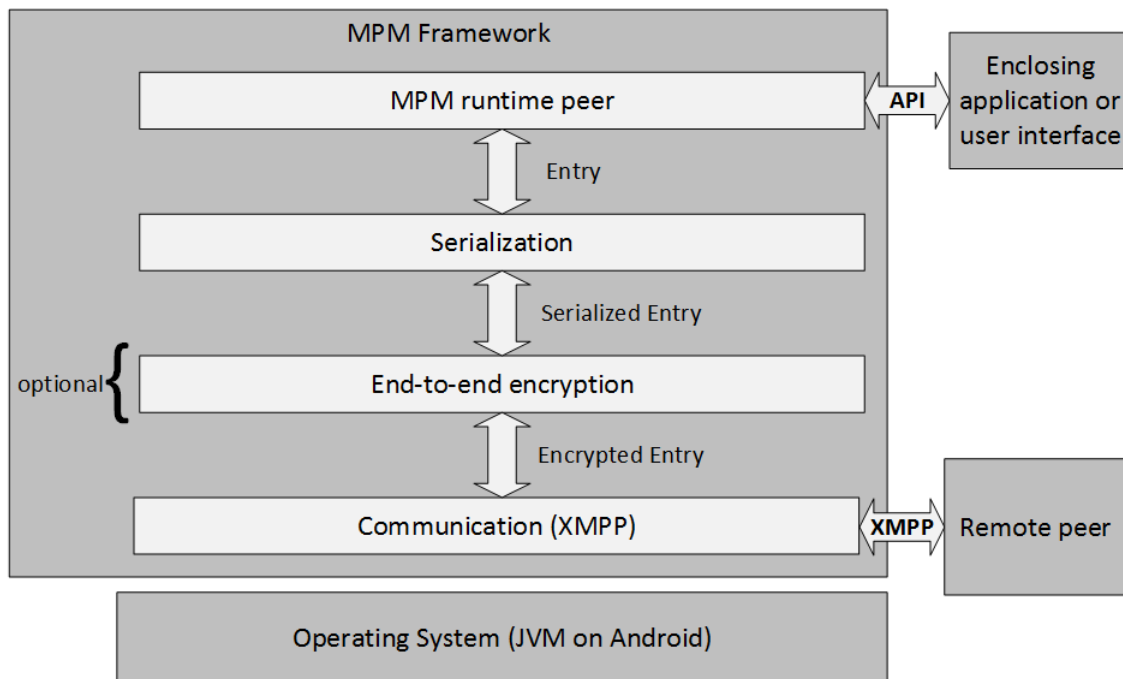 MPM Framework
MPM runtime peer
API
Enclosing
application or
user interface
Entry
Serialization
Serialized Entry
optional {
End-to-end encryption
Encrypted Entry
Communication (XMPP)
XMPP
Remote peer
Operating System (JVM on Android)